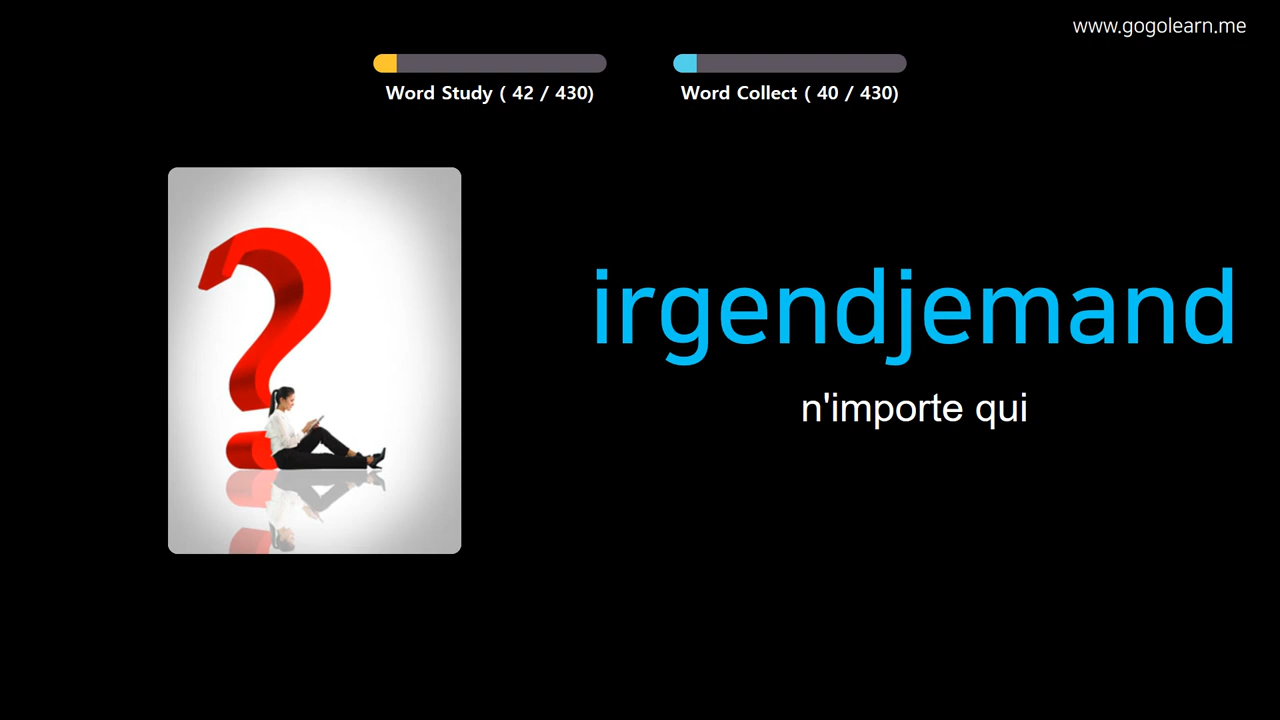 www.gogolearn.me
Word Study ( 42 / 430)
Word Collect ( 40 / 430)
irgendjemand
n'importe qui